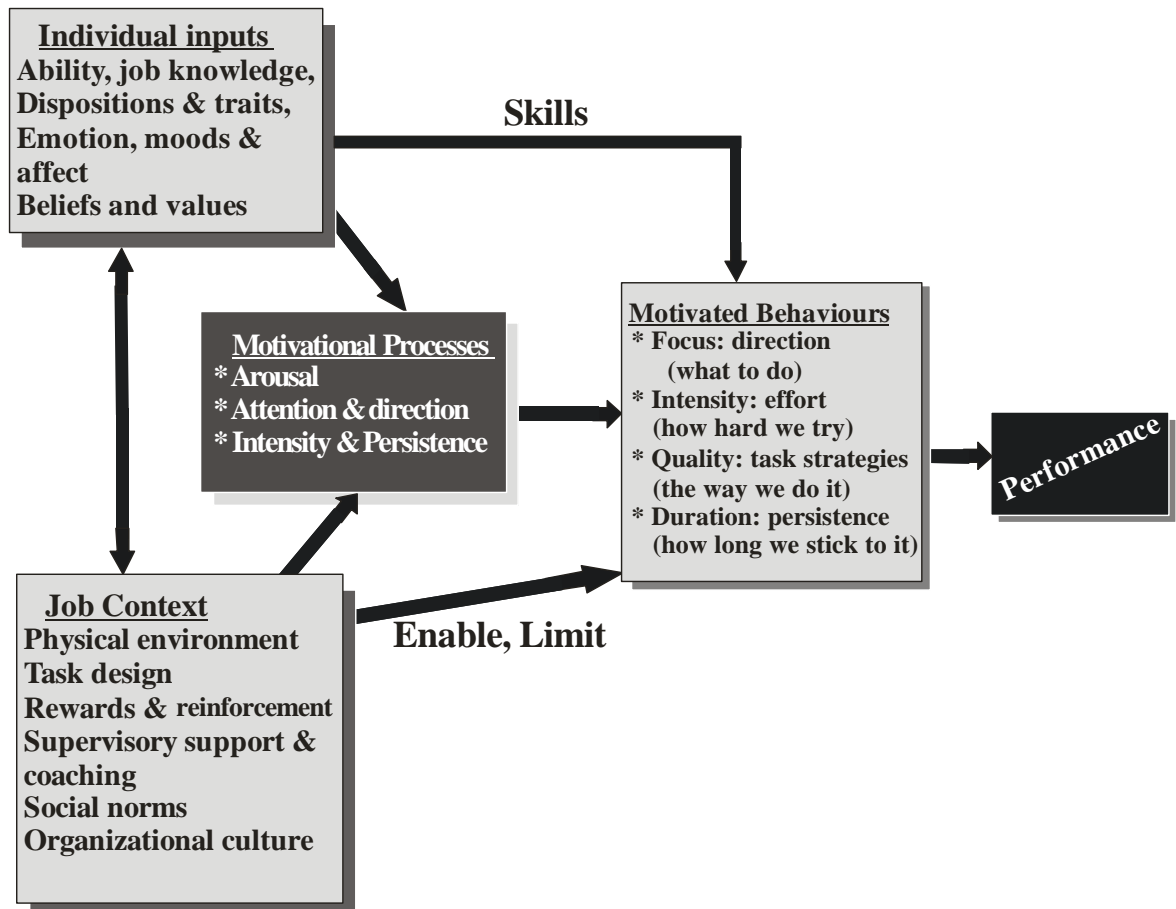 Individual inputs
Ability, job knowledge,
Dispositions & traits,
Emotion, moods &
affect
Beliefs and values
Skills
Motivational Processes
* Arousal
* Attention & direction
* Intensity & Persistence
Motivated Behaviours
* Focus: direction
(what to do)
* Intensity: effort
(how hard we try)
* Quality: task strategies
(the way we do it)
* Duration: persistence
(how long we stick to it)
Performance
Job Context
Physical environment
Task design
Rewards & reinforcement
Supervisory support &
coaching
Social norms
Organizational culture
Enable, Limit